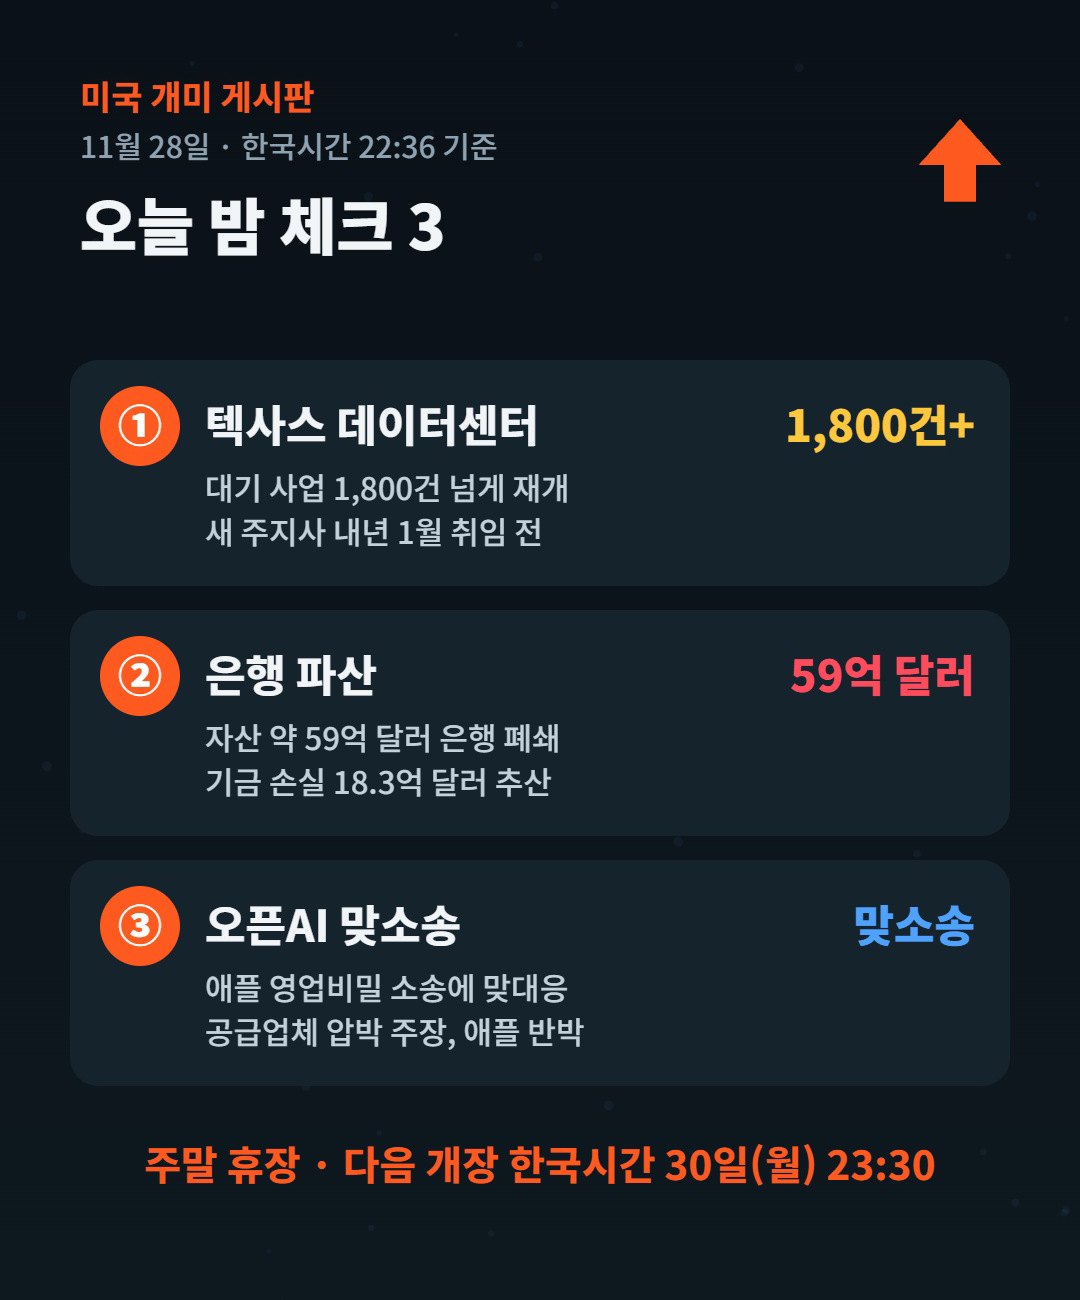 미국 개미 게시판
11월 28일 · 한국시간 22:36 기준
오늘 밤 체크 3
① 텍사스 데이터센터 1,800건+
대기 사업 1,800건 넘게 재개
새 주지사 내년 1월 취임 전
② 은행 파산 59억 달러
자산 약 59억 달러 은행 폐쇄
기금 손실 18.3억 달러 추산
③ 오픈AI 맞소송 맞소송
애플 영업비밀 소송에 맞대응
공급업체 압박 주장, 애플 반박
주말 휴장 · 다음 개장 한국시간 30일(월) 23:30